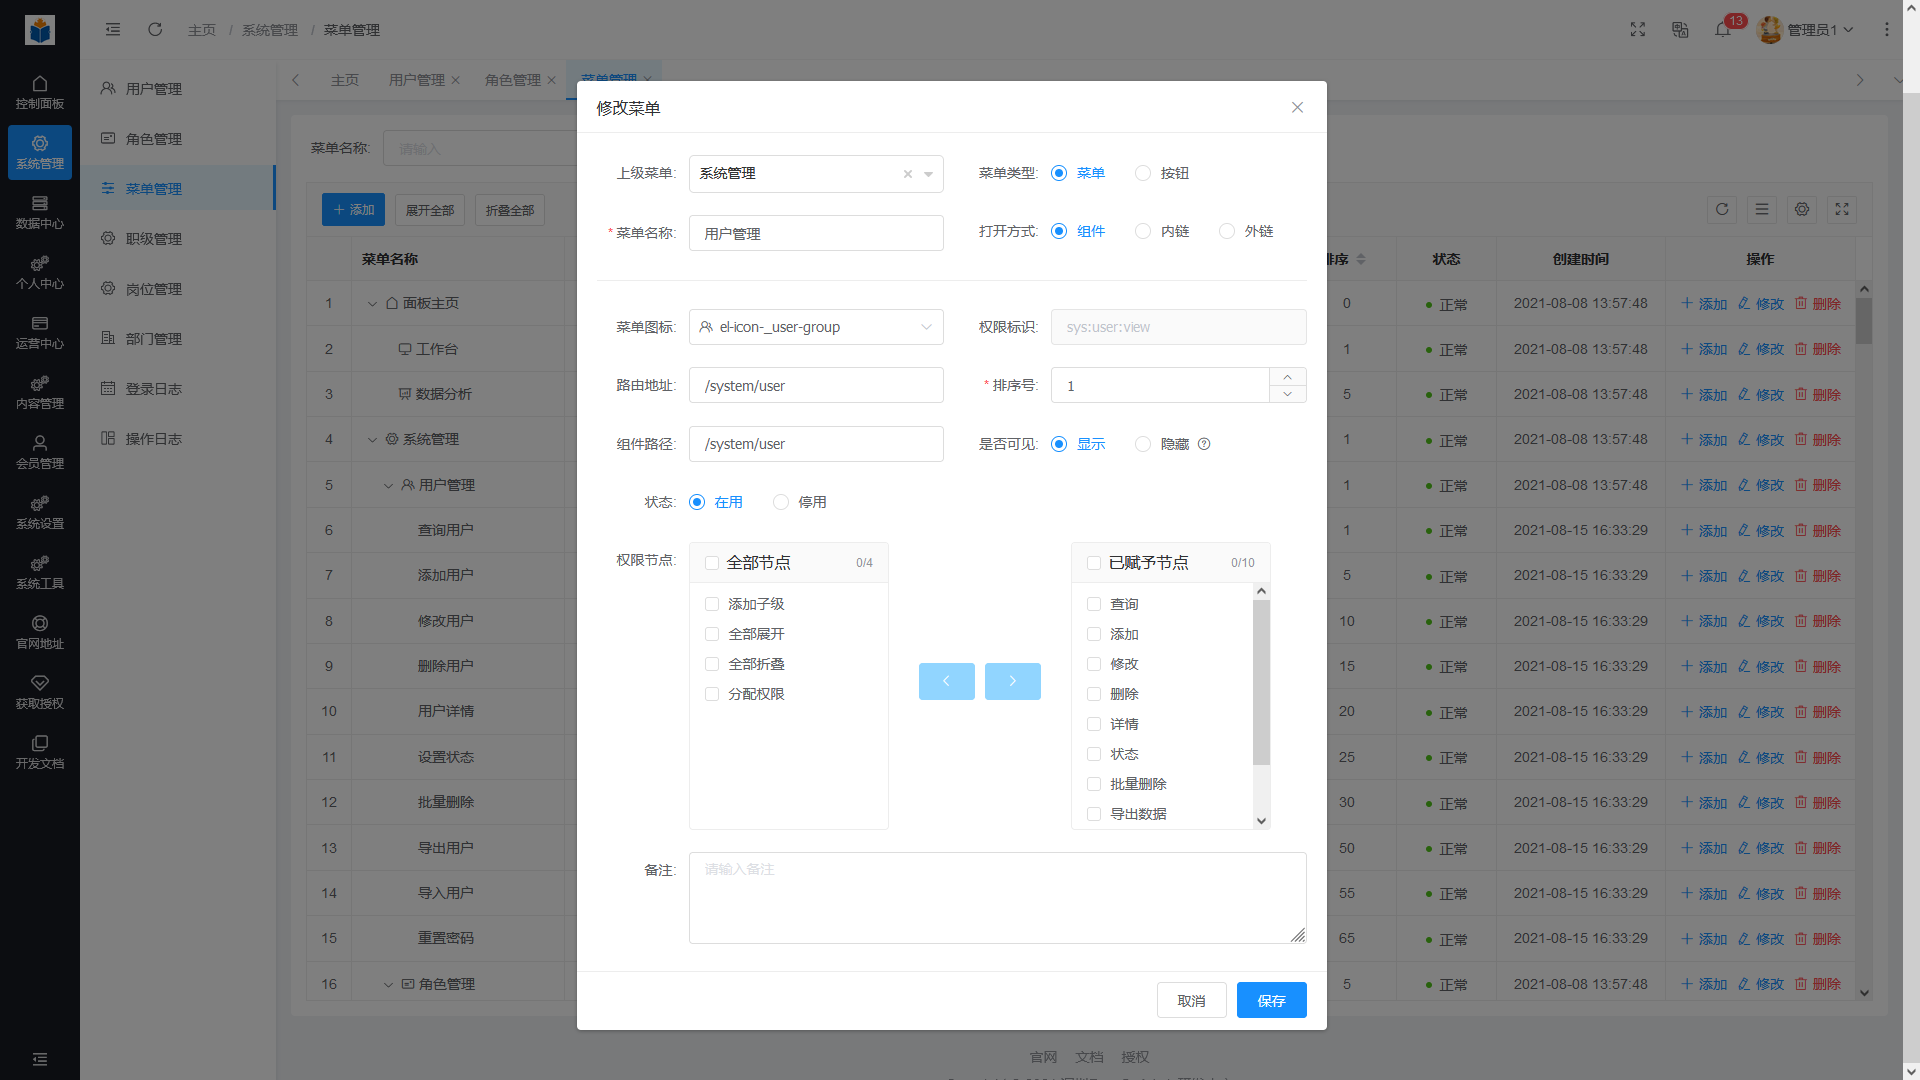 主页 / 系统管理 / 菜单管理
13
管理员1
控制面板
系统管理
数据中心
个人中心
运营中心
内容管理
会员管理
系统设置
系统工具
官网地址
获取授权
开发文档
用户管理
角色管理
菜单管理
职级管理
岗位管理
部门管理
登录日志
操作日志
主页 用户管理 角色管理 菜单管理
菜单名称: 请输入
添加 展开全部 折叠全部
菜单名称 排序 状态 创建时间 操作
1 面板主页 0 正常 2021-08-08 13:57:48 添加 修改 删除
2 工作台 1 正常 2021-08-08 13:57:48 添加 修改 删除
3 数据分析 5 正常 2021-08-08 13:57:48 添加 修改 删除
4 系统管理 1 正常 2021-08-08 13:57:48 添加 修改 删除
5 用户管理 1 正常 2021-08-08 13:57:48 添加 修改 删除
6 查询用户 1 正常 2021-08-15 16:33:29 添加 修改 删除
7 添加用户 5 正常 2021-08-15 16:33:29 添加 修改 删除
8 修改用户 10 正常 2021-08-15 16:33:29 添加 修改 删除
9 删除用户 15 正常 2021-08-15 16:33:29 添加 修改 删除
10 用户详情 20 正常 2021-08-15 16:33:29 添加 修改 删除
11 设置状态 25 正常 2021-08-15 16:33:29 添加 修改 删除
12 批量删除 30 正常 2021-08-15 16:33:29 添加 修改 删除
13 导出用户 50 正常 2021-08-15 16:33:29 添加 修改 删除
14 导入用户 55 正常 2021-08-15 16:33:29 添加 修改 删除
15 重置密码 65 正常 2021-08-15 16:33:29 添加 修改 删除
16 角色管理 5 正常 2021-08-08 13:57:48 添加 修改 删除
修改菜单
上级菜单: 系统管理 菜单类型: 菜单 按钮
* 菜单名称: 用户管理 打开方式: 组件 内链 外链
菜单图标: el-icon-_user-group 权限标识: sys:user:view
路由地址: /system/user * 排序号: 1
组件路径: /system/user 是否可见: 显示 隐藏
状态: 在用 停用
权限节点: 全部节点 0/4 已赋予节点 0/10
添加子级
全部展开
全部折叠
分配权限
查询
添加
修改
删除
详情
状态
批量删除
导出数据
备注: 请输入备注
取消 保存
官网 文档 授权